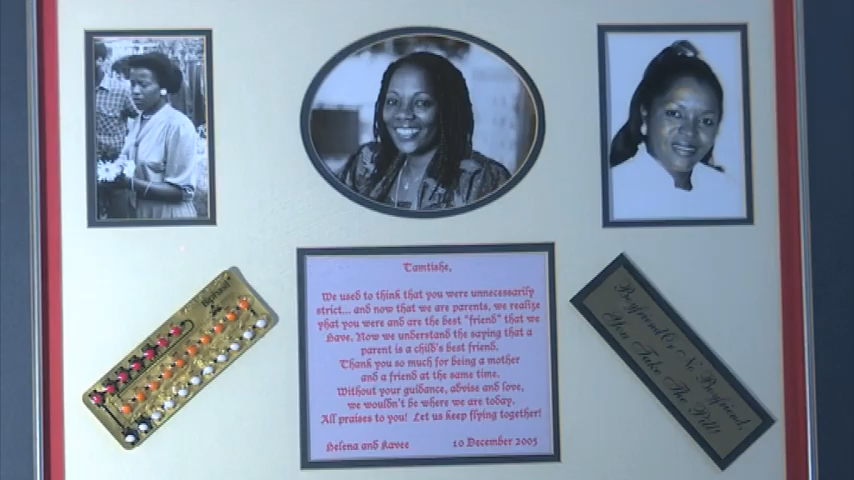 Tamtishe,
We used to think that you were unnecessarily
strict... and now that we are parents, we realize
yhat you were and are the best "friend" that we
have. Now we understand the saying that a
parent is a child's best friend.
Thank you so much for being a mother
and a friend at the same time.
Without your guidance, advise and love,
we wouldn't be where we are today.
All praises to you! Let us keep flying together!
Helena and Kavee 10 December 2005
Boyfriend Or No Boyfriend,
You Take The Pill!